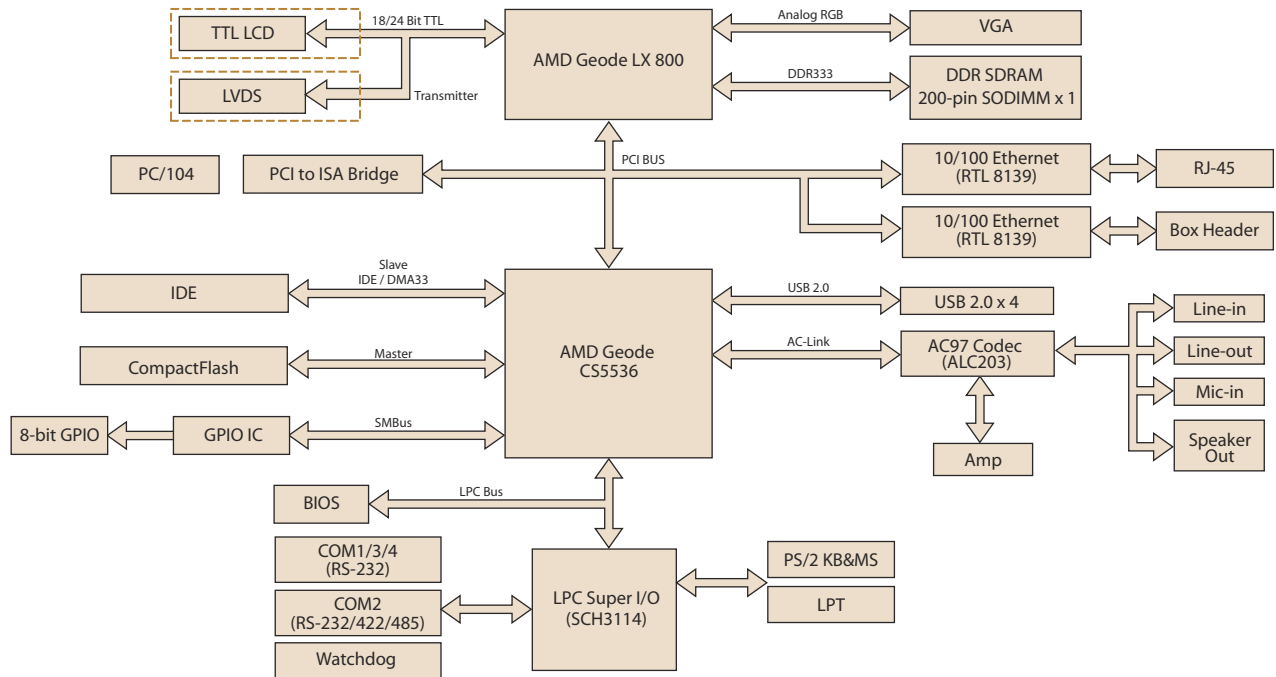 TTL LCD
18/24 Bit TTL
AMD Geode LX 800
Analog RGB
VGA
LVDS
Transmitter
DDR333
DDR SDRAM
200-pin SODIMM x 1
PC/104
PCI to ISA Bridge
PCI BUS
10/100 Ethernet
(RTL 8139)
RJ-45
10/100 Ethernet
(RTL 8139)
Box Header
IDE
Slave
IDE / DMA33
AMD Geode
CS5536
USB 2.0
USB 2.0 x 4
CompactFlash
Master
AC-Link
AC97 Codec
(ALC203)
Line-in
Line-out
Mic-in
Speaker
Out
8-bit GPIO
GPIO IC
SMBus
Amp
BIOS
LPC Bus
COM1/3/4
(RS-232)
COM2
(RS-232/422/485)
Watchdog
LPC Super I/O
(SCH3114)
PS/2 KB&MS
LPT